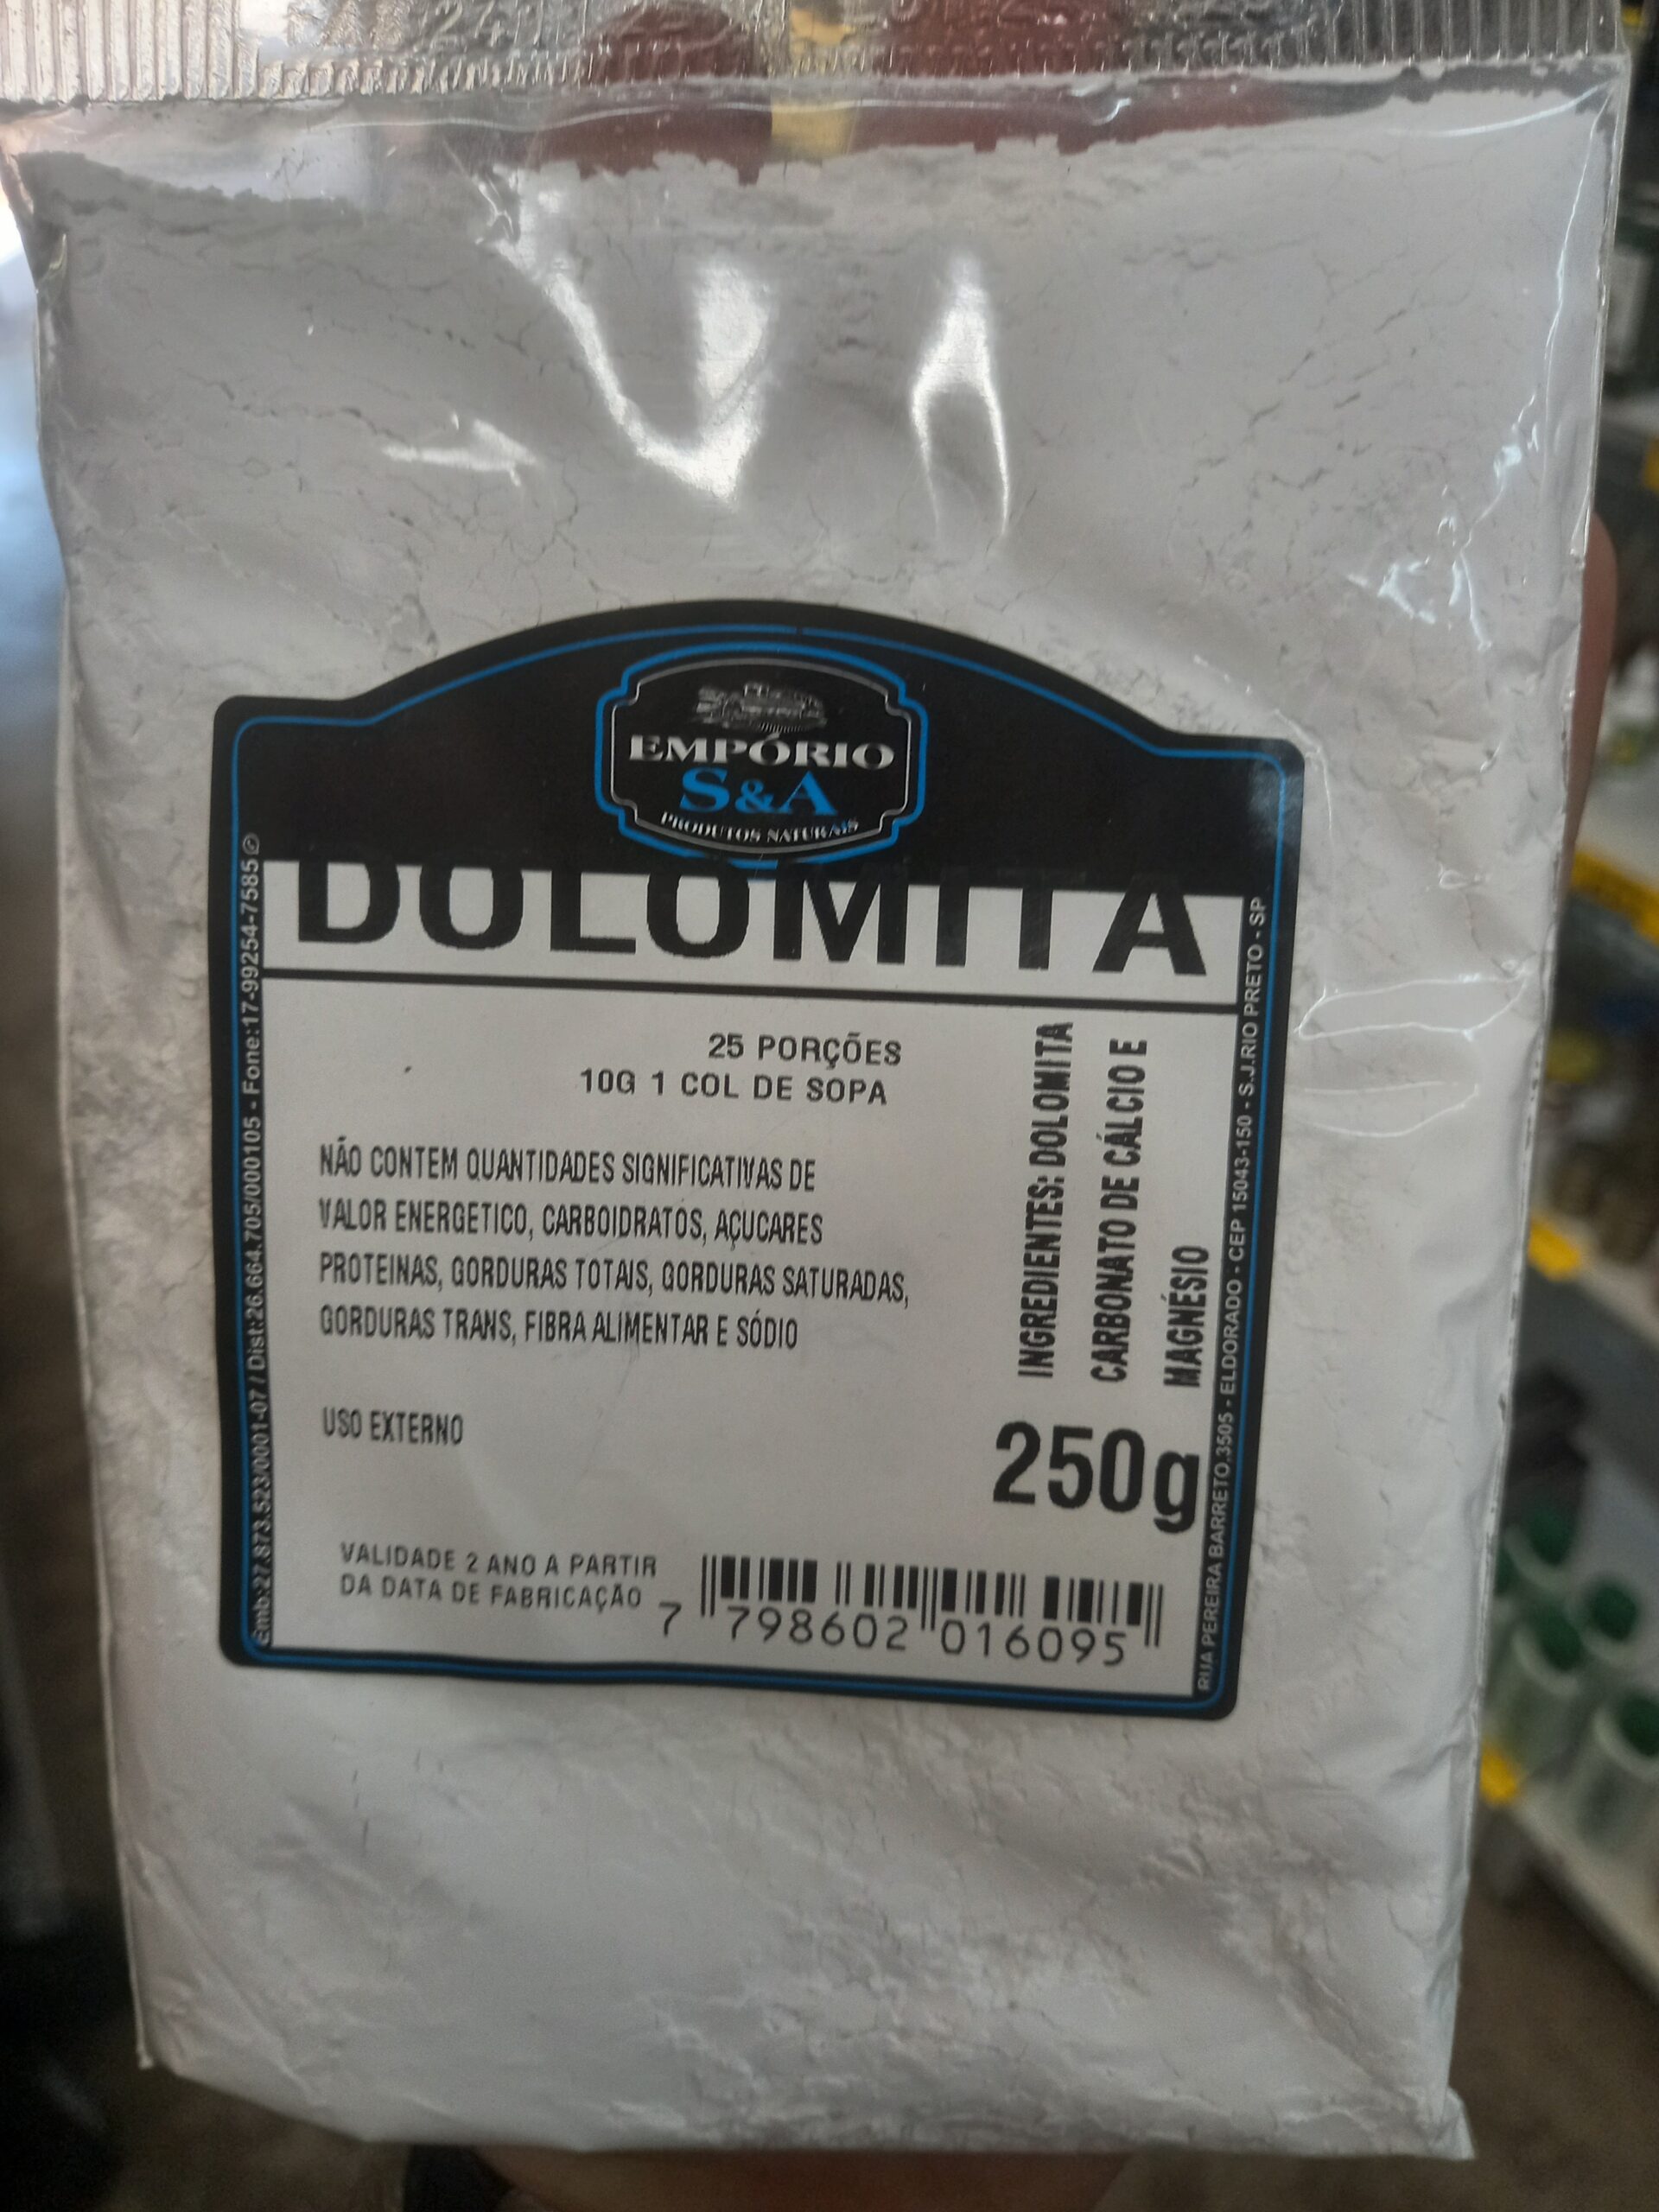 EMPÓRIO
S&A
PRODUTOS NATURAIS
DOLOMITA
25 PORÇÕES
10G 1 COL DE SOPA
NÃO CONTEM QUANTIDADES SIGNIFICATIVAS DE
VALOR ENERGETICO, CARBOIDRATOS, AÇUCARES
PROTEINAS, GORDURAS TOTAIS, GORDURAS SATURADAS,
GORDURAS TRANS, FIBRA ALIMENTAR E SÓDIO
USO EXTERNO
INGREDIENTES: DOLOMITA
CARBONATO DE CÁLCIO E
MAGNÉSIO
250g
VALIDADE 2 ANO A PARTIR
DA DATA DE FABRICAÇÃO
7 798602 016095
Emb:27.873.523/001-07 / Dist:26.664.705/000105 - Fone:17-99254-7585
RUA PEREIRA BARRETO,3505 - ELDORADO - CEP 15043-150 - S.J.RIO PRETO - SP